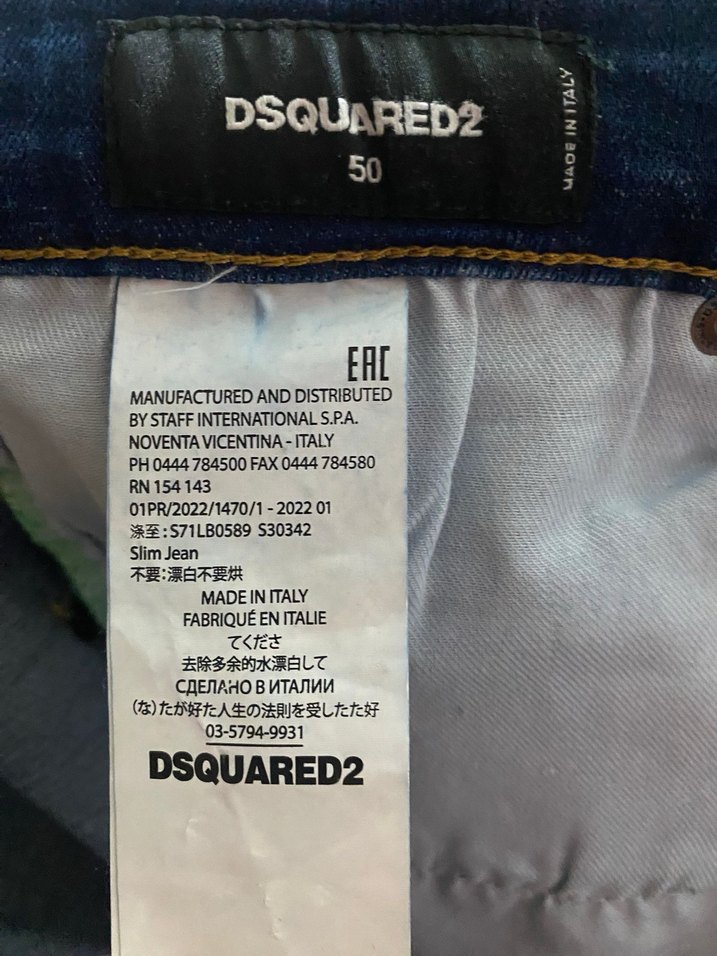 DSQUARED2
50
MADE IN ITALY
EAC
MANUFACTURED AND DISTRIBUTED
BY STAFF INTERNATIONAL S.P.A.
NOVENTA VICENTINA - ITALY
PH 0444 784500 FAX 0444 784580
RN 154 143
01PR/2022/1470/1 - 2022 01
涤至: S71LB0589 S30342
Slim Jean
不要:漂白不要烘
MADE IN ITALY
FABRIQUÉ EN ITALIE
てくださ
去除多余的水漂白して
СДЕЛАНО В ИТАЛИИ
(な)たが好た人生の法則を受したた好
03-5794-9931
DSQUARED2